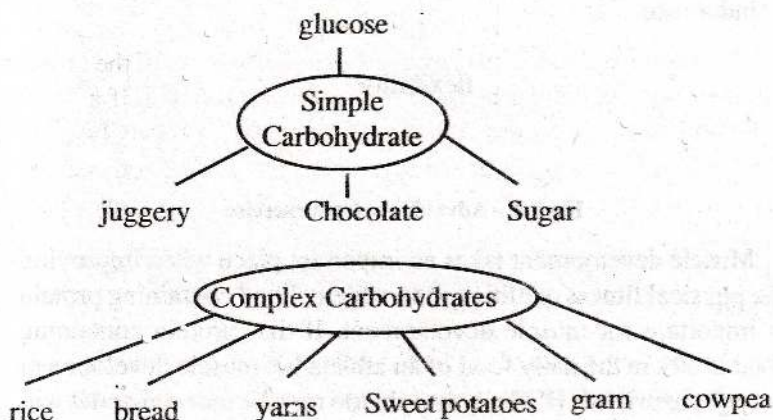 glucose
Simple
Carbohydrate
juggery
Chocolate
Sugar
Complex Carbohydrates
rice bread yams Sweet potatoes gram cowpea